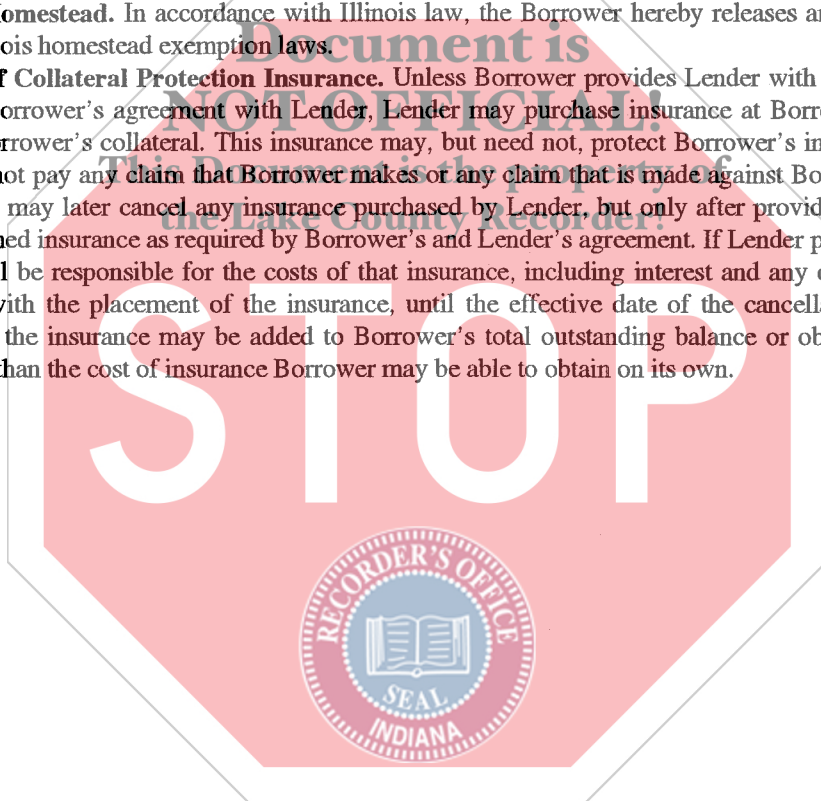 omestead. In accordance with Illinois law, the Borrower hereby releases a
ois homestead exemption laws.
f Collateral Protection Insurance. Unless Borrower provides Lender with
orrower's agreement with Lender, Lender may purchase insurance at Borr
rrower's collateral. This insurance may, but need not, protect Borrower's in
not pay any claim that Borrower makes or any claim that is made against Bo
may later cancel any insurance purchased by Lender, but only after provid
ned insurance as required by Borrower's and Lender's agreement. If Lender p
l be responsible for the costs of that insurance, including interest and any
with the placement of the insurance, until the effective date of the cancell
the insurance may be added to Borrower's total outstanding balance or ob
than the cost of insurance Borrower may be able to obtain on its own.
Document is
NOT OFFICIAL!
This Document is the property of
the Lake County Recorder!
STOP
RECORDER'S OFFICE
SEAL
INDIANA